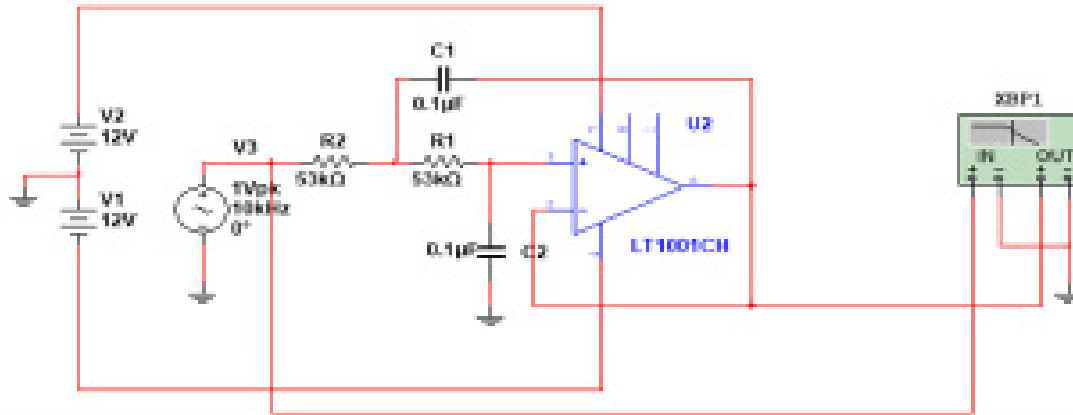 C1
0.1µF
V2
12V
V1
12V
V3
1Vpk
10kHz
0°
R2
53kΩ
R1
53kΩ
0.1µF
C2
U2
LT1001CH
XBP1
IN
OUT